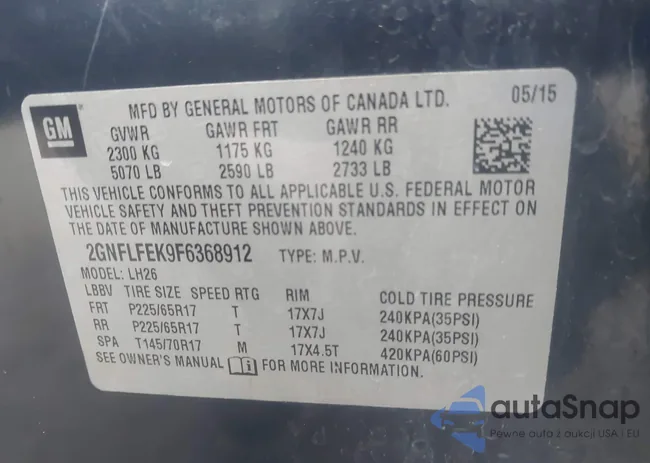 GM
MFD BY GENERAL MOTORS OF CANADA LTD. 05/15
GVWR GAWR FRT GAWR RR
2300 KG 1175 KG 1240 KG
5070 LB 2590 LB 2733 LB
THIS VEHICLE CONFORMS TO ALL APPLICABLE U.S. FEDERAL MOTOR
VEHICLE SAFETY AND THEFT PREVENTION STANDARDS IN EFFECT ON
THE DATE OF MANUFACTURE SHOWN ABOVE.
2GNFLFEK9F6368912 TYPE: M.P.V.
MODEL: LH26
LBBV TIRE SIZE SPEED RTG RIM COLD TIRE PRESSURE
FRT P225/65R17 T 17X7J 240KPA(35PSI)
RR P225/65R17 T 17X7J 240KPA(35PSI)
SPA T145/70R17 M 17X4.5T 420KPA(60PSI)
SEE OWNER'S MANUAL FOR MORE INFORMATION.
autaSnap
Pewne auta z aukcji USA i EU